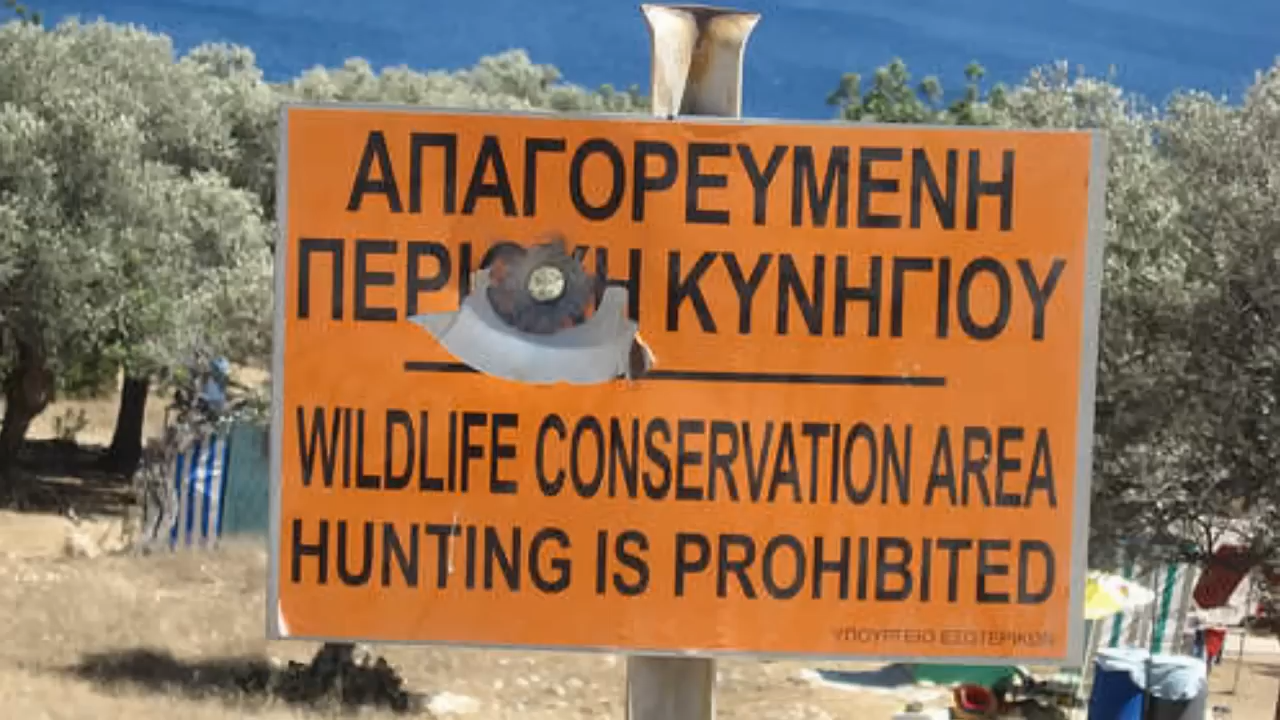 ΑΠΑΓΟΡΕΥΜΕΝΗ
ΚΥΝΗΓΙΟΥ
WILDLIFE CONSERVATION AREA
HUNTING IS PROHIBITED
ΥΠΟΥΡΓΕΙΟ ΕΣΩΤΕΡΙΚΩΝ